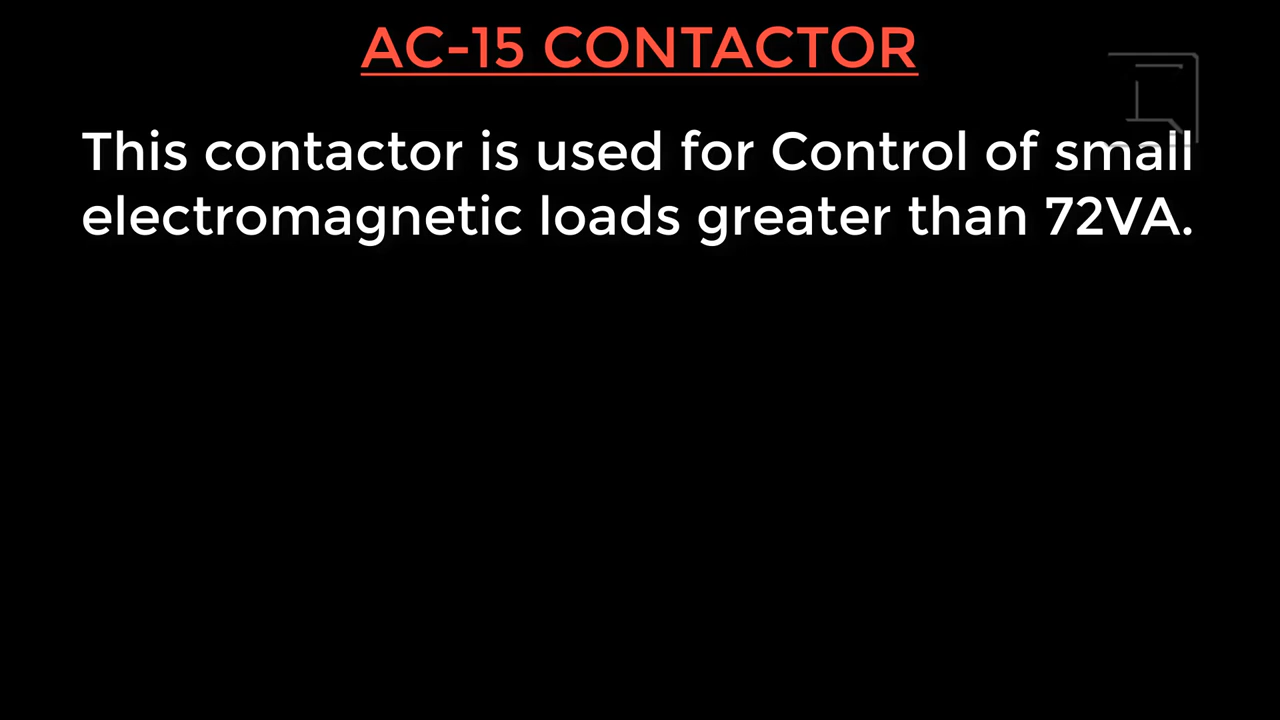 AC-15 CONTACTOR
This contactor is used for Control of small
electromagnetic loads greater than 72VA.